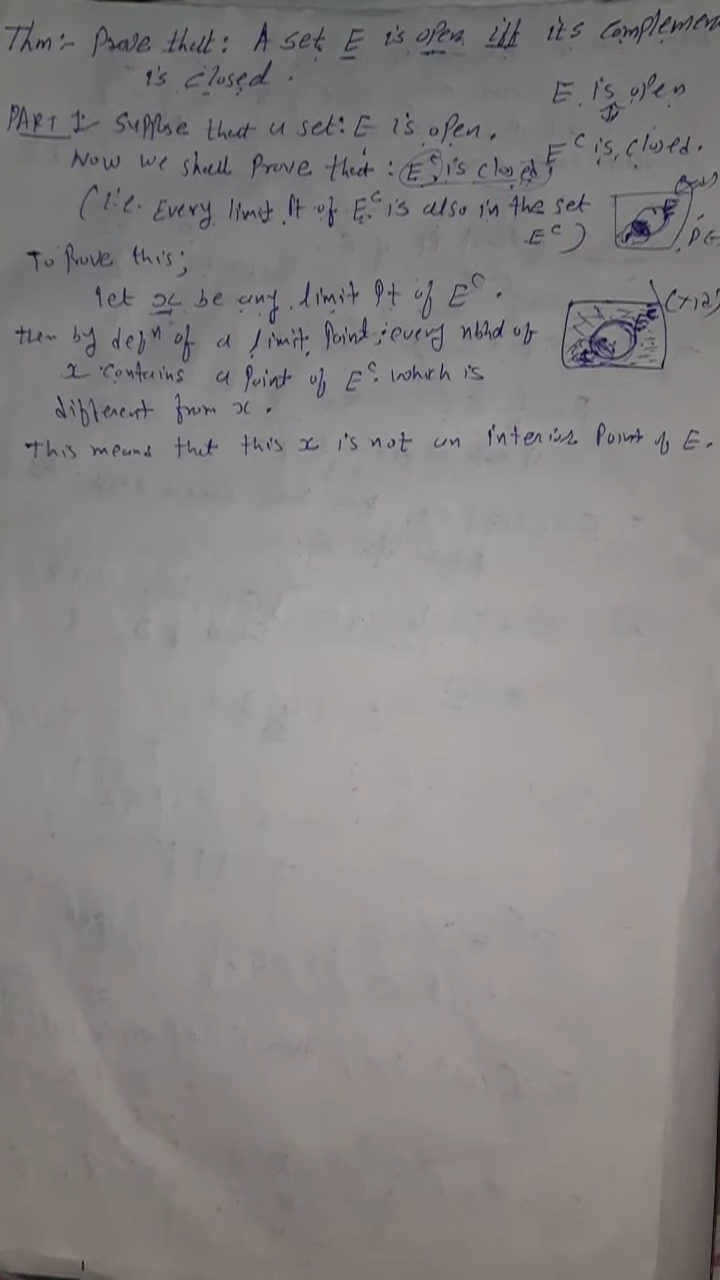 Thm:- Prove that: A set E is open iff its complemen
is closed.
E is open
⇕
E^C is closed.
PART 1:- Suppose that a set: E is open.
Now we shall prove that: E^C is closed,
(i.e. Every limit Pt of E^C is also in the set
E^C)
To Prove this;
let x be any limit Pt of E^C.
then by defn of a limit Point; every nbhd of
x contains a point of E^C which is
different from x.
This means that this x is not an interior Point of E.